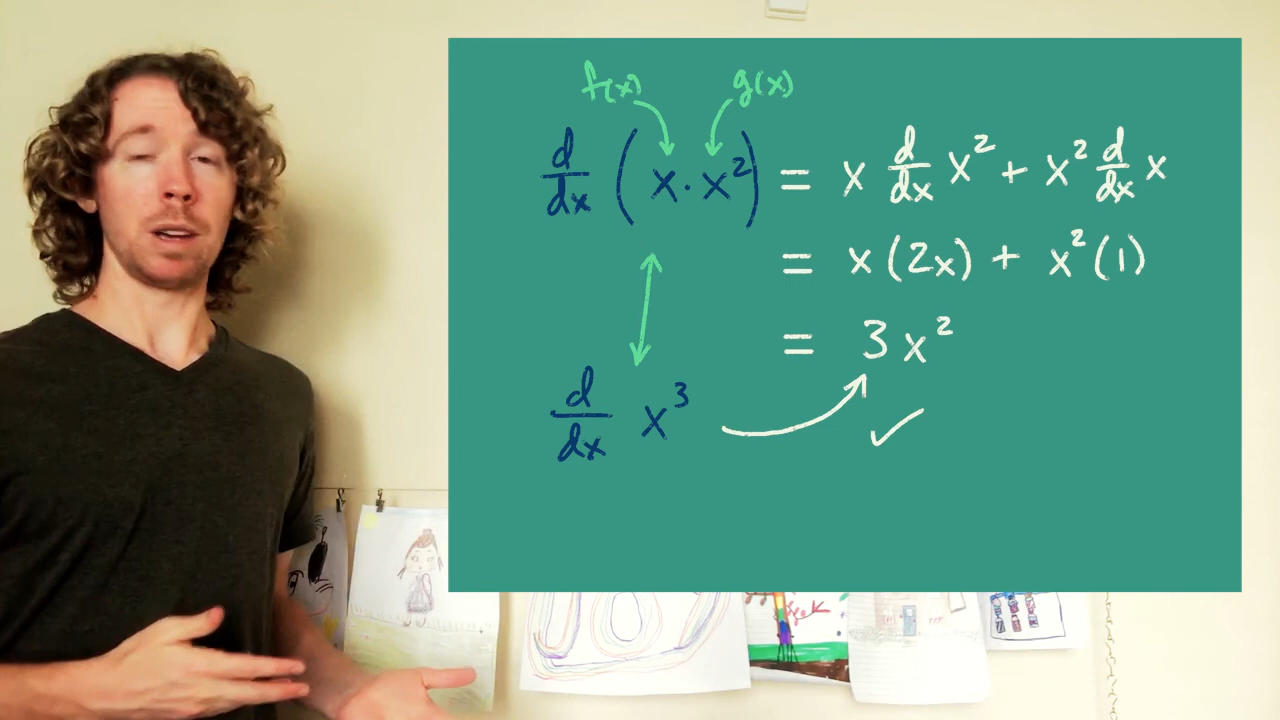 f(x) g(x)
d/dx (x · x²) = x d/dx x² + x² d/dx x
= x(2x) + x²(1)
= 3x²
d/dx x³